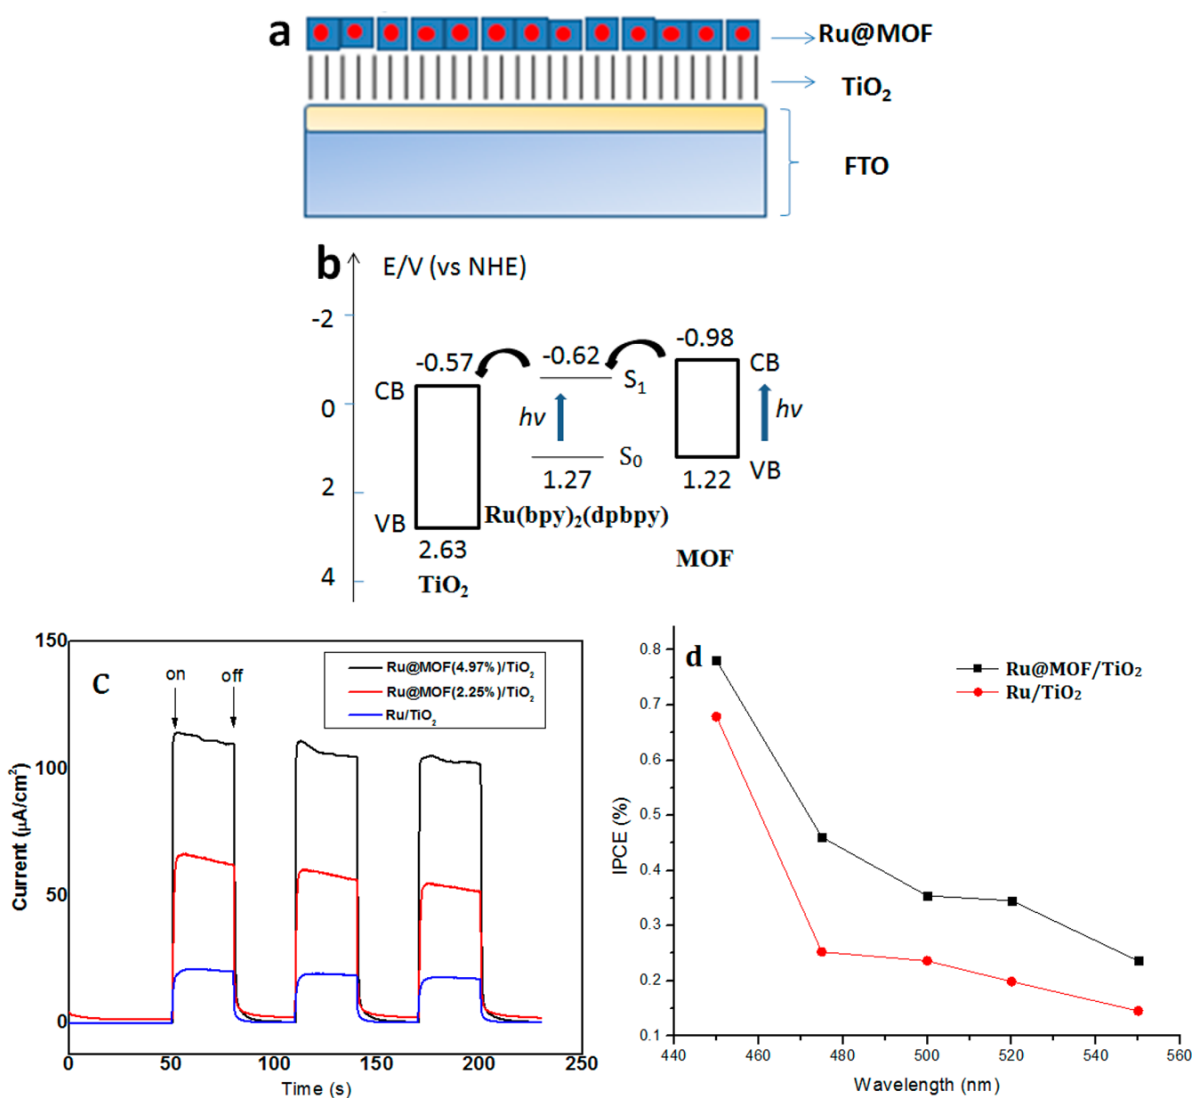 a
Ru@MOF
TiO2
FTO
b
E/V (vs NHE)
-2
0
2
4
-0.57
CB
VB
2.63
TiO2
-0.62
S1
hv
S0
1.27
Ru(bpy)2(dpbpy)
-0.98
CB
hv
VB
1.22
MOF
c
on
off
Ru@MOF(4.97%)/TiO2
Ru@MOF(2.25%)/TiO2
Ru/TiO2
150
100
50
0
Current (μA/cm2)
0 50 100 150 200 250
Time (s)
d
Ru@MOF/TiO2
Ru/TiO2
0.8
0.7
0.6
0.5
0.4
0.3
0.2
0.1
IPCE (%)
440 460 480 500 520 540 560
Wavelength (nm)